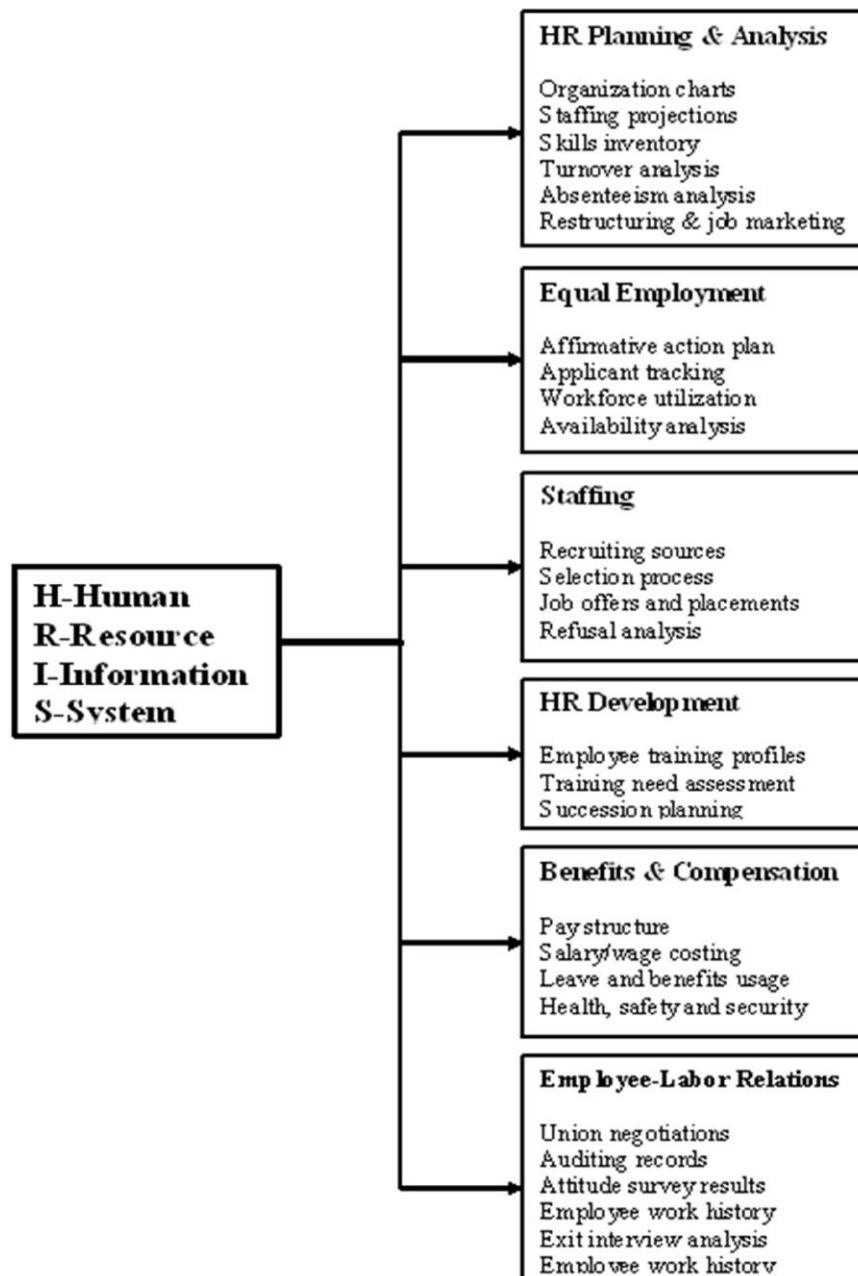 HR Planning & Analysis
Organization charts
Staffing projections
Skills inventory
Turnover analysis
Absenteeism analysis
Restructuring & job marketing
Equal Employment
Affirmative action plan
Applicant tracking
Workforce utilization
Availability analysis
Staffing
Recruiting sources
Selection process
Job offers and placements
Refusal analysis
H-Human
R-Resource
I-Information
S-System
HR Development
Employee training profiles
Training need assessment
Succession planning
Benefits & Compensation
Pay structure
Salary/wage costing
Leave and benefits usage
Health, safety and security
Employee-Labor Relations
Union negotiations
Auditing records
Attitude survey results
Employee work history
Exit interview analysis
Employee work history